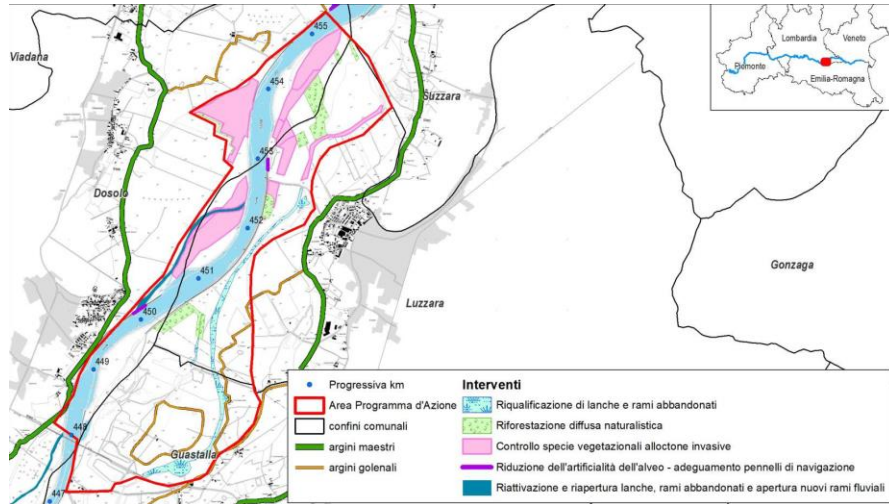 Viadana
455
454
Suzzara
453
Dosolo
452
451
Luzzara
450
449
448
Guastalla
447
Gonzaga
Lombardia
Veneto
Piemonte
Emilia-Romagna
Progressiva km
Area Programma d'Azione
confini comunali
argini maestri
argini golenali
Interventi
Riqualificazione di lanche e rami abbandonati
Riforestazione diffusa naturalistica
Controllo specie vegetazionali alloctone invasive
Riduzione dell'artificialità dell'alveo - adeguamento pennelli di navigazione
Riattivazione e riapertura lanche, rami abbandonati e apertura nuovi rami fluviali